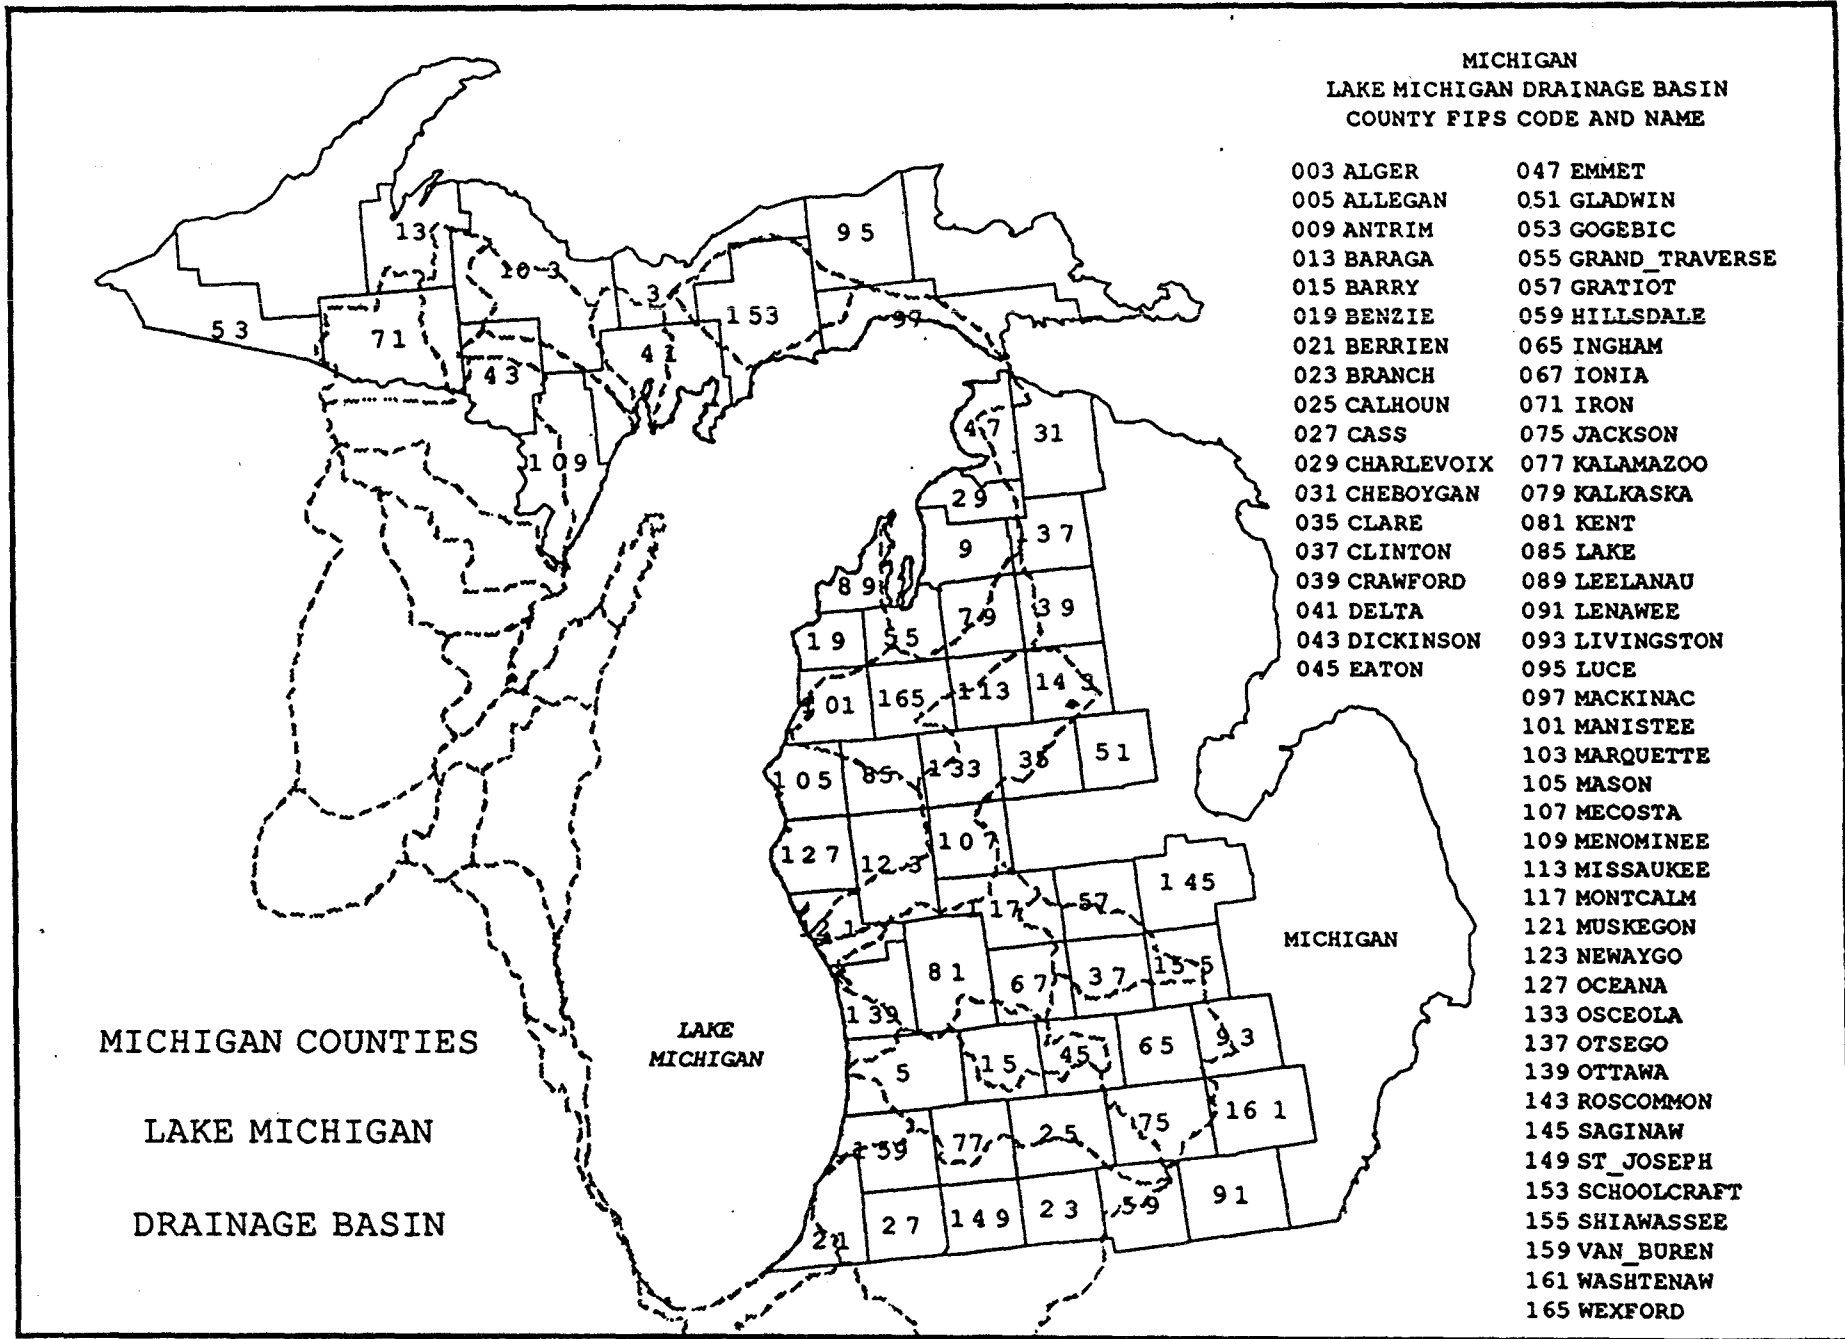 MICHIGAN
LAKE MICHIGAN DRAINAGE BASIN
COUNTY FIPS CODE AND NAME
003 ALGER
005 ALLEGAN
009 ANTRIM
013 BARAGA
015 BARRY
019 BENZIE
021 BERRIEN
023 BRANCH
025 CALHOUN
027 CASS
029 CHARLEVOIX
031 CHEBOYGAN
035 CLARE
037 CLINTON
039 CRAWFORD
041 DELTA
043 DICKINSON
045 EATON
047 EMMET
051 GLADWIN
053 GOGEBIC
055 GRAND_TRAVERSE
057 GRATIOT
059 HILLSDALE
065 INGHAM
067 IONIA
071 IRON
075 JACKSON
077 KALAMAZOO
079 KALKASKA
081 KENT
085 LAKE
089 LEELANAU
091 LENAWEE
093 LIVINGSTON
095 LUCE
097 MACKINAC
101 MANISTEE
103 MARQUETTE
105 MASON
107 MECOSTA
109 MENOMINEE
113 MISSAUKEE
117 MONTCALM
121 MUSKEGON
123 NEWAYGO
127 OCEANA
133 OSCEOLA
137 OTSEGO
139 OTTAWA
143 ROSCOMMON
145 SAGINAW
149 ST_JOSEPH
153 SCHOOLCRAFT
155 SHIAWASSEE
159 VAN_BUREN
161 WASHTENAW
165 WEXFORD
13
95
103
3
153
97
53
71
41
43
109
47
31
29
37
9
89
79
39
19
55
101
165
113
143
105
85
133
35
51
127
123
107
145
117
57
121
81
67
37
155
139
5
15
45
65
93
159
77
25
75
161
21
27
149
23
59
91
MICHIGAN
LAKE
MICHIGAN
MICHIGAN COUNTIES
LAKE MICHIGAN
DRAINAGE BASIN